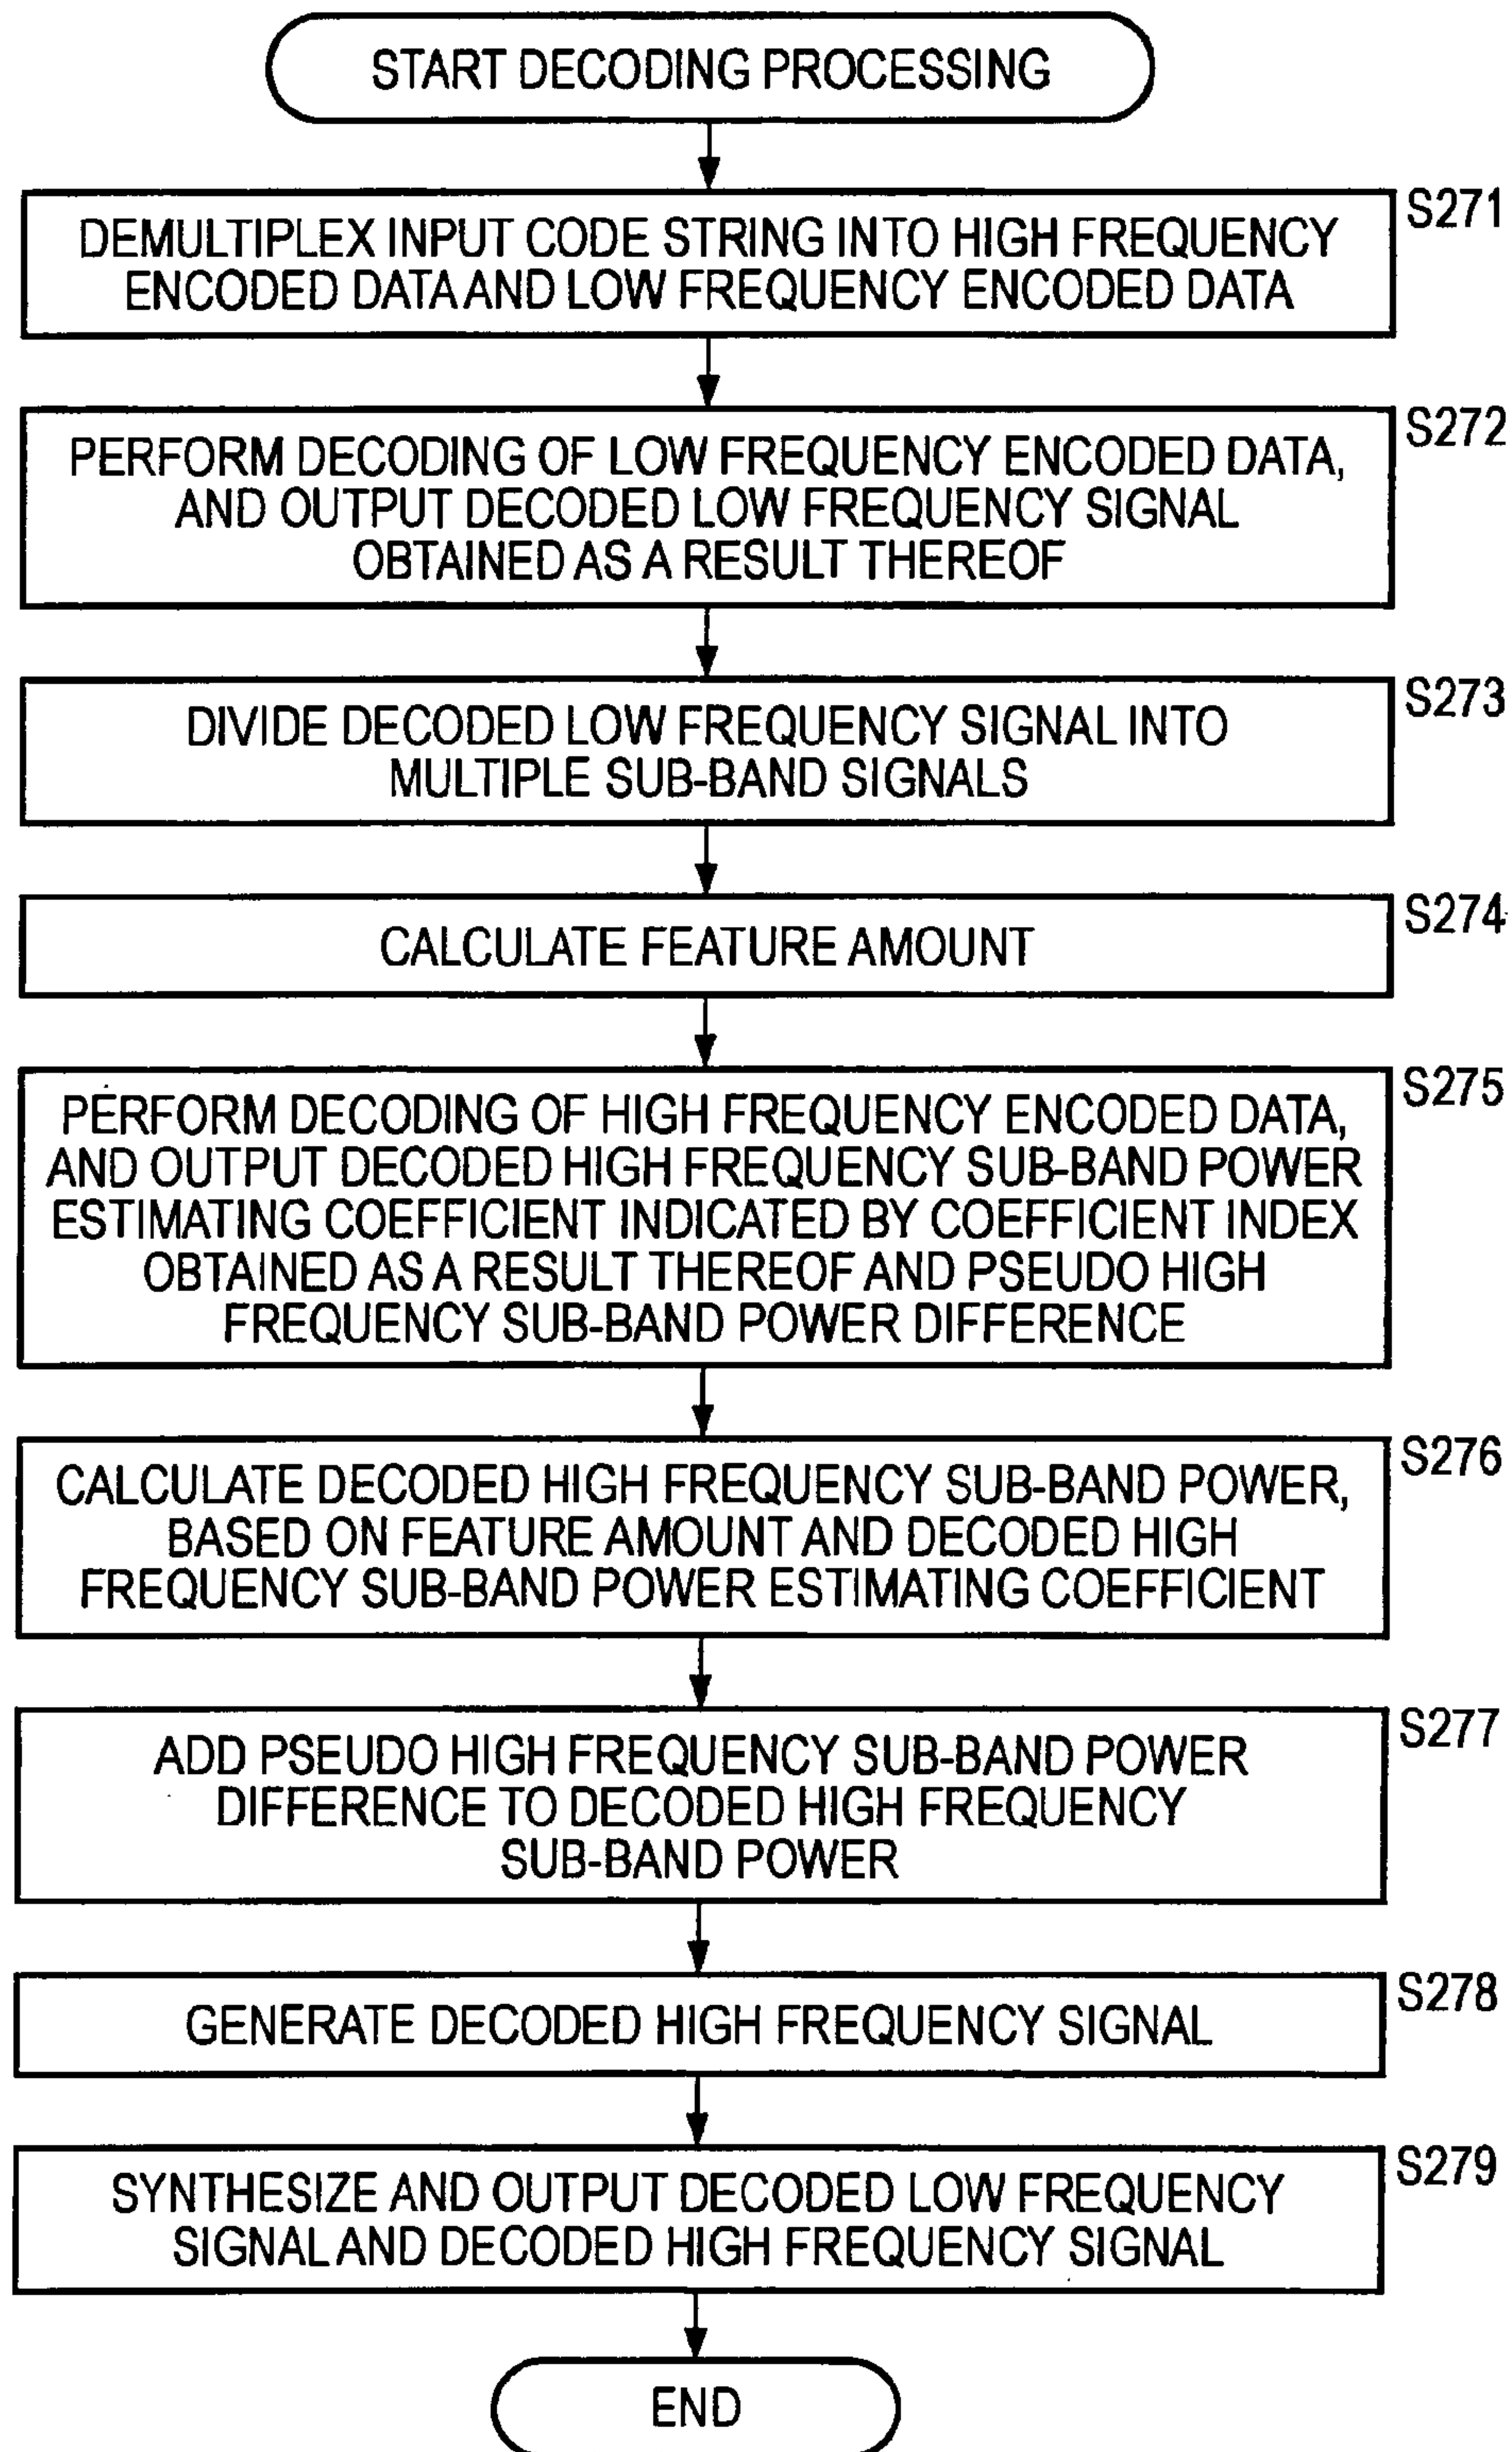 START DECODING PROCESSING
S271
DEMULTIPLEX INPUT CODE STRING INTO HIGH FREQUENCY
ENCODED DATA AND LOW FREQUENCY ENCODED DATA
S272
PERFORM DECODING OF LOW FREQUENCY ENCODED DATA,
AND OUTPUT DECODED LOW FREQUENCY SIGNAL
OBTAINED AS A RESULT THEREOF
S273
DIVIDE DECODED LOW FREQUENCY SIGNAL INTO
MULTIPLE SUB-BAND SIGNALS
S274
CALCULATE FEATURE AMOUNT
S275
PERFORM DECODING OF HIGH FREQUENCY ENCODED DATA,
AND OUTPUT DECODED HIGH FREQUENCY SUB-BAND POWER
ESTIMATING COEFFICIENT INDICATED BY COEFFICIENT INDEX
OBTAINED AS A RESULT THEREOF AND PSEUDO HIGH
FREQUENCY SUB-BAND POWER DIFFERENCE
S276
CALCULATE DECODED HIGH FREQUENCY SUB-BAND POWER,
BASED ON FEATURE AMOUNT AND DECODED HIGH
FREQUENCY SUB-BAND POWER ESTIMATING COEFFICIENT
S277
ADD PSEUDO HIGH FREQUENCY SUB-BAND POWER
DIFFERENCE TO DECODED HIGH FREQUENCY
SUB-BAND POWER
S278
GENERATE DECODED HIGH FREQUENCY SIGNAL
S279
SYNTHESIZE AND OUTPUT DECODED LOW FREQUENCY
SIGNAL AND DECODED HIGH FREQUENCY SIGNAL
END